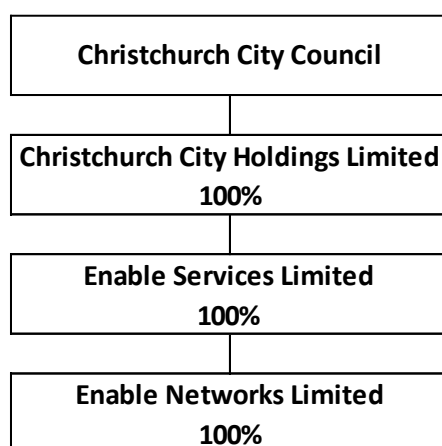 Christchurch City Council
Christchurch City Holdings Limited
100%
Enable Services Limited
100%
Enable Networks Limited
100%